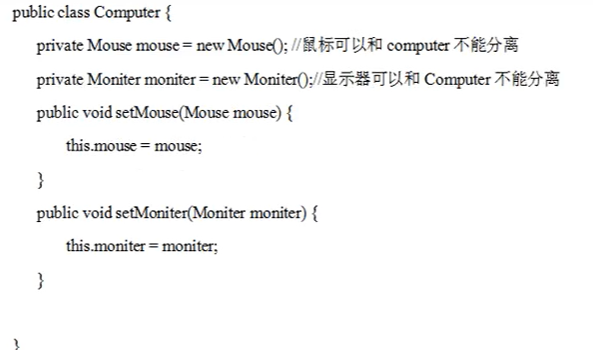 public class Computer {
private Mouse mouse = new Mouse(); //鼠标可以和 computer 不能分离
private Moniter moniter = new Moniter();//显示器可以和 Computer 不能分离
public void setMouse(Mouse mouse) {
this.mouse = mouse;
}
public void setMoniter(Moniter moniter) {
this.moniter = moniter;
}
}